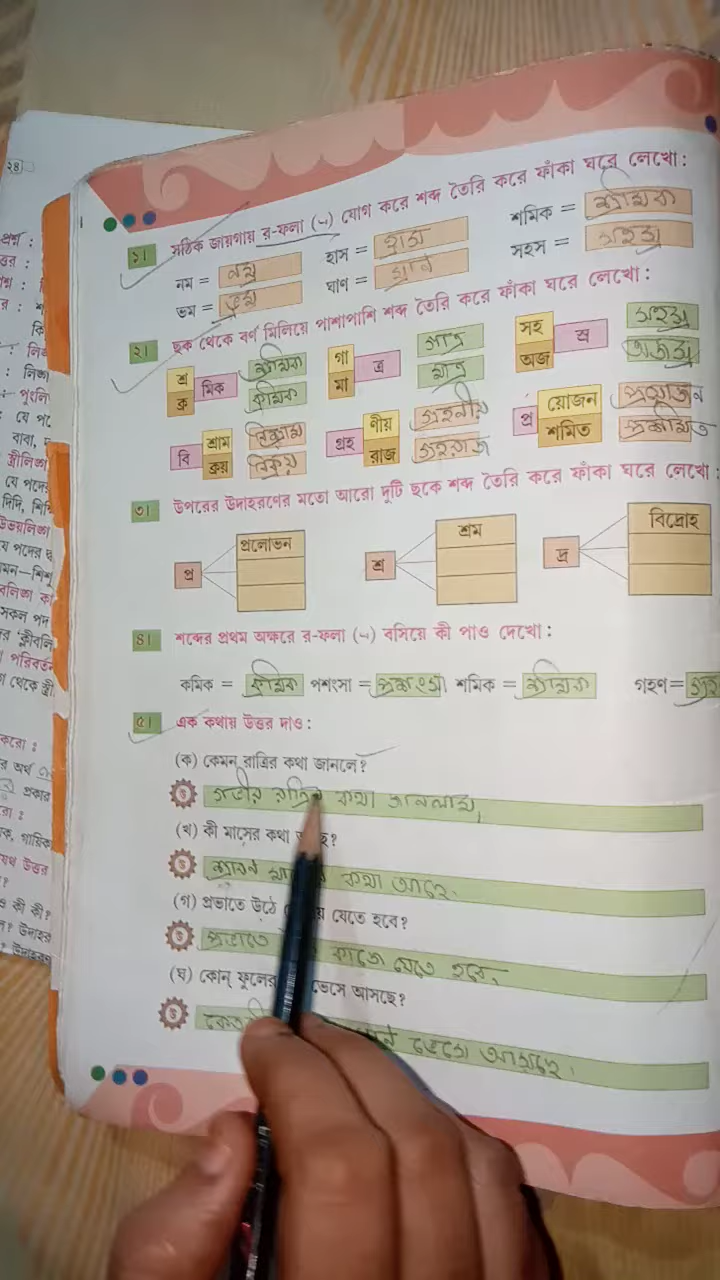 ২৪
১। সঠিক জায়গায় র-ফলা (৴) যোগ করে শব্দ তৈরি করে ফাঁকা ঘরে লেখো:
নম = নম্র হাস = হ্রাস শমিক = শ্রমিক
ভম = ভ্রম ঘাণ = ঘ্রান সহস = সহস্র
২। ছক থেকে বর্ণ মিলিয়ে পাশাপাশি শব্দ তৈরি করে ফাঁকা ঘরে লেখো:
শ্র ক্র মিক শ্রমিক ক্রমিক গা মা ত্র গাত্র মাত্র সহ অজ স্র সহস্র অজস্র
বি শ্রাম ক্রয় বিশ্রাম বিক্রয় গ্রহ ণীয় রাজ গ্রহনীয় গ্রহরাজ প্র য়োজন শমিত প্রয়োজন প্রশমিত
৩। উপরের উদাহরণের মতো আরো দুটি ছকে শব্দ তৈরি করে ফাঁকা ঘরে লেখো:
প্র প্রলোভন শ্র শ্রম দ্র বিদ্রোহ
৪। শব্দের প্রথম অক্ষরে র-ফলা (৴) বসিয়ে কী পাও দেখো:
কমিক = ক্রমিক পশংসা = প্রশংসা শমিক = শ্রমিক গহণ =
৫। এক কথায় উত্তর দাও:
(ক) কেমন রাত্রির কথা জানলে?
উ গভীর রাত্রির কথা জানলাম,
(খ) কী মাসের কথা আছে?
উ শ্রাবন কথা আছে.
(গ) প্রভাতে উঠে যেতে হবে?
উ প্রভাতে কাজে যেতে হবে,
(ঘ) কোন্ ফুলের ভেসে আসছে?
উ ভেসে আসছে.